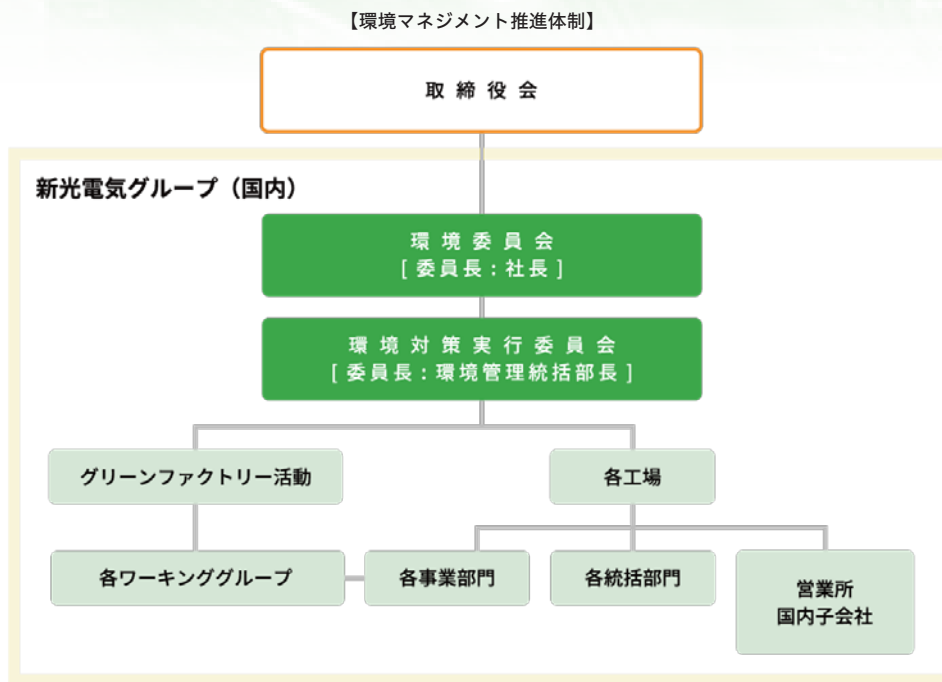 【環境マネジメント推進体制】
取締役会
新光電気グループ（国内）
環境委員会
[ 委員長：社長 ]
環境対策実行委員会
[ 委員長：環境管理統括部長 ]
グリーンファクトリー活動
各工場
各ワーキンググループ
各事業部門
各統括部門
営業所
国内子会社